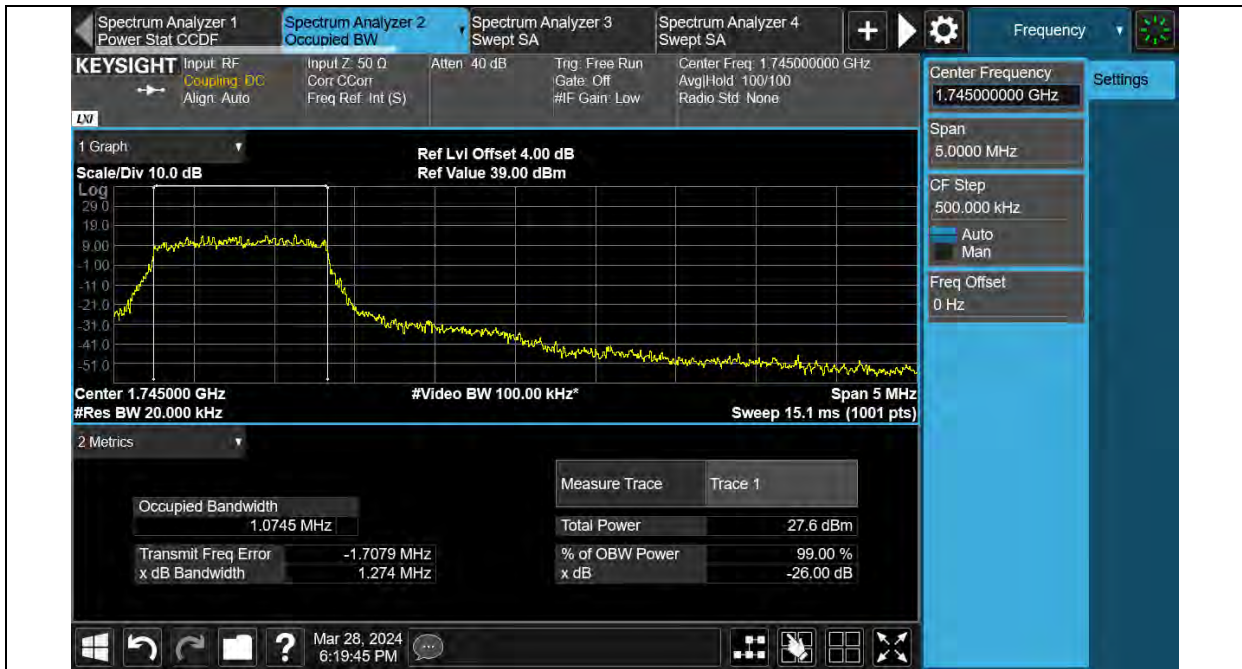 Spectrum Analyzer 1
Power Stat CCDF
Spectrum Analyzer 2
Occupied BW
Spectrum Analyzer 3
Swept SA
Spectrum Analyzer 4
Swept SA
+
Frequency
KEYSIGHT
LXI
Input: RF
Coupling: DC
Align: Auto
Input Z: 50 Ω
Corr CCorr
Freq Ref: Int (S)
Atten: 40 dB
Trig: Free Run
Gate: Off
#IF Gain: Low
Center Freq: 1.745000000 GHz
Avg|Hold: 100/100
Radio Std: None
Center Frequency
1.745000000 GHz
Settings
Span
5.0000 MHz
CF Step
500.000 kHz
Auto
Man
Freq Offset
0 Hz
1 Graph
Scale/Div 10.0 dB
Ref Lvl Offset 4.00 dB
Ref Value 39.00 dBm
Log
29.0
19.0
9.00
-1.00
-11.0
-21.0
-31.0
-41.0
-51.0
Center 1.745000 GHz
#Res BW 20.000 kHz
#Video BW 100.00 kHz*
Span 5 MHz
Sweep 15.1 ms (1001 pts)
2 Metrics
Measure Trace
Trace 1
Occupied Bandwidth
1.0745 MHz
Total Power
27.6 dBm
Transmit Freq Error
-1.7079 MHz
% of OBW Power
99.00 %
x dB Bandwidth
1.274 MHz
x dB
-26.00 dB
?
Mar 28, 2024
6:19:45 PM